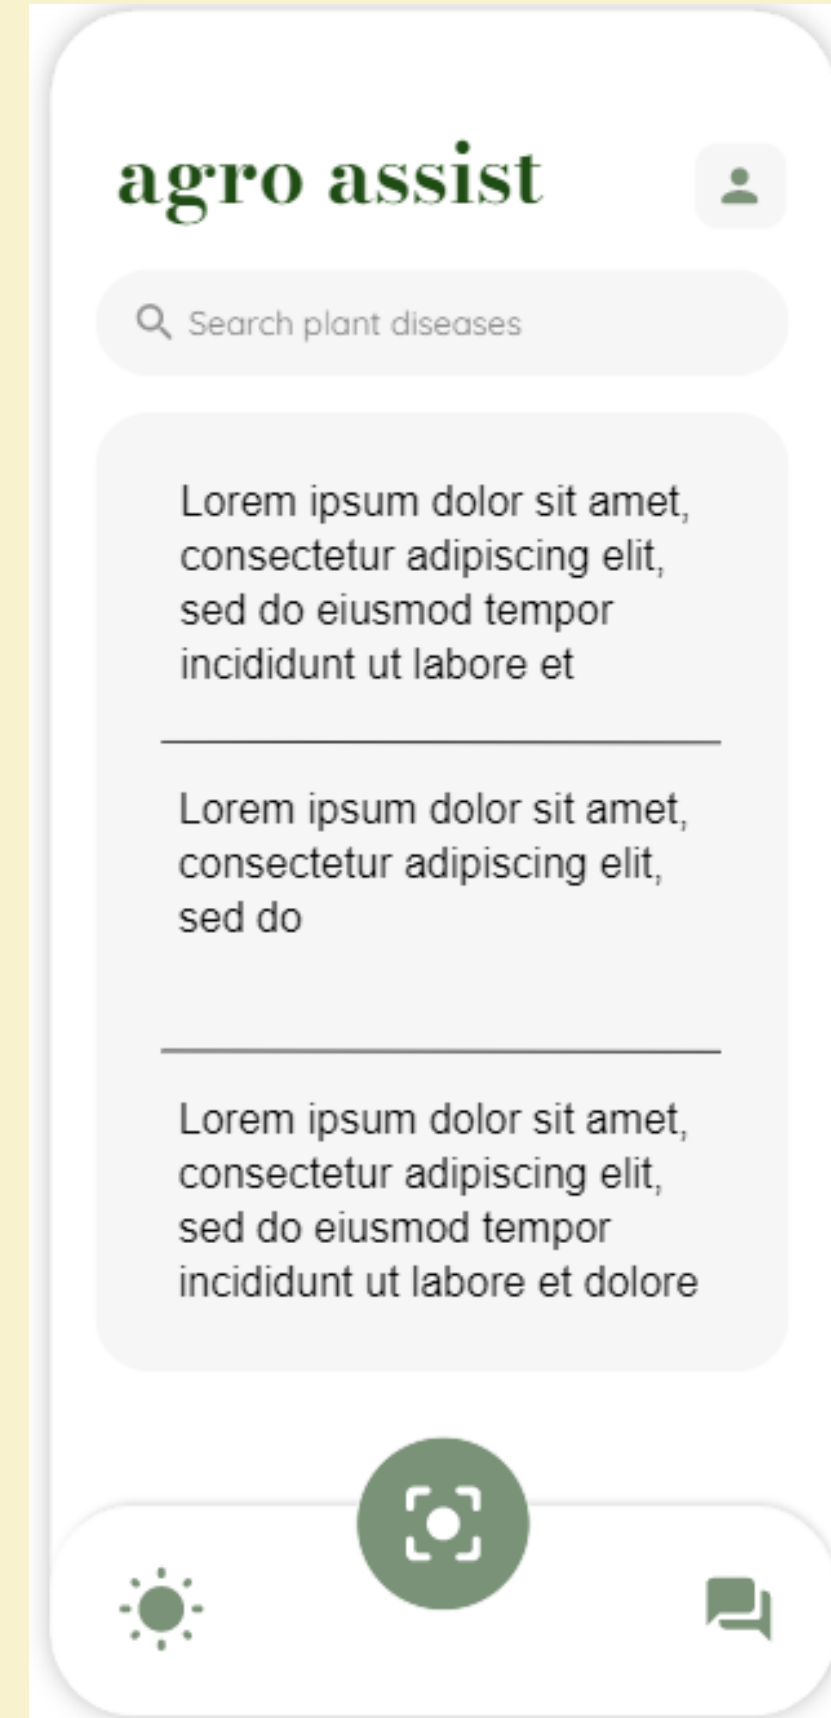 agro assist
Search plant diseases
Lorem ipsum dolor sit amet,
consectetur adipiscing elit,
sed do eiusmod tempor
incididunt ut labore et
Lorem ipsum dolor sit amet,
consectetur adipiscing elit,
sed do
Lorem ipsum dolor sit amet,
consectetur adipiscing elit,
sed do eiusmod tempor
incididunt ut labore et dolore